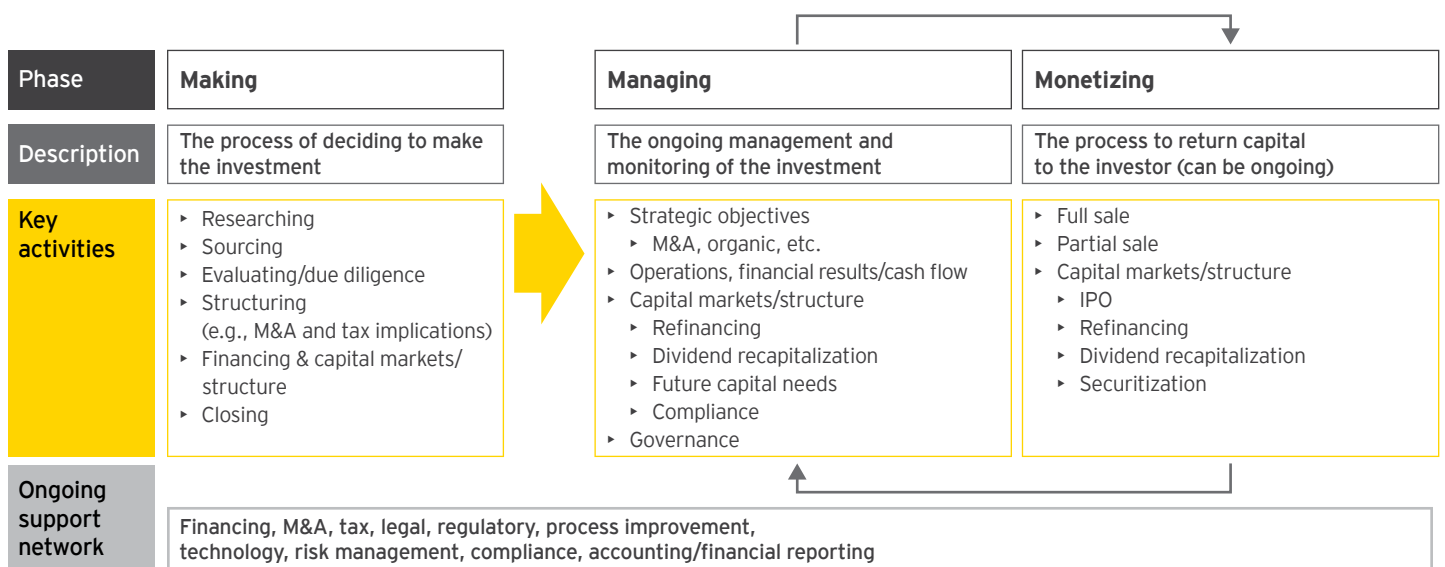 Phase
Making
Managing
Monetizing
Description
The process of deciding to make
the investment
The ongoing management and
monitoring of the investment
The process to return capital
to the investor (can be ongoing)
Key
activities
‣ Researching
‣ Sourcing
‣ Evaluating/due diligence
‣ Structuring
(e.g., M&A and tax implications)
‣ Financing & capital markets/
structure
‣ Closing
‣ Strategic objectives
‣ M&A, organic, etc.
‣ Operations, financial results/cash flow
‣ Capital markets/structure
‣ Refinancing
‣ Dividend recapitalization
‣ Future capital needs
‣ Compliance
‣ Governance
‣ Full sale
‣ Partial sale
‣ Capital markets/structure
‣ IPO
‣ Refinancing
‣ Dividend recapitalization
‣ Securitization
Ongoing
support
network
Financing, M&A, tax, legal, regulatory, process improvement,
technology, risk management, compliance, accounting/financial reporting